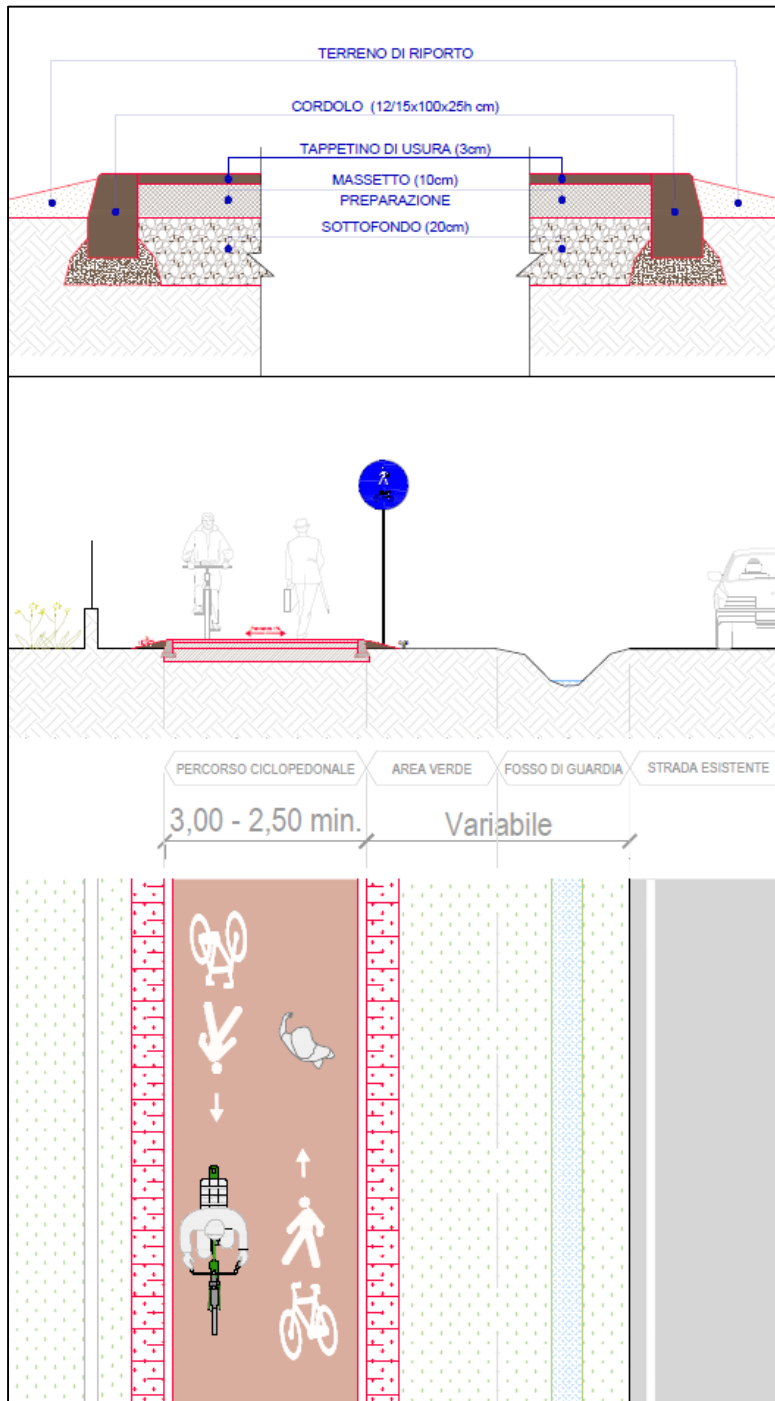 TERRENO DI RIPORTO
CORDOLO (12/15x100x25h cm)
TAPPETINO DI USURA (3cm)
MASSETTO (10cm)
PREPARAZIONE
SOTTOFONDO (20cm)
PERCORSO CICLOPEDONALE
AREA VERDE
FOSSO DI GUARDIA
STRADA ESISTENTE
3,00 - 2,50 min.
Variabile